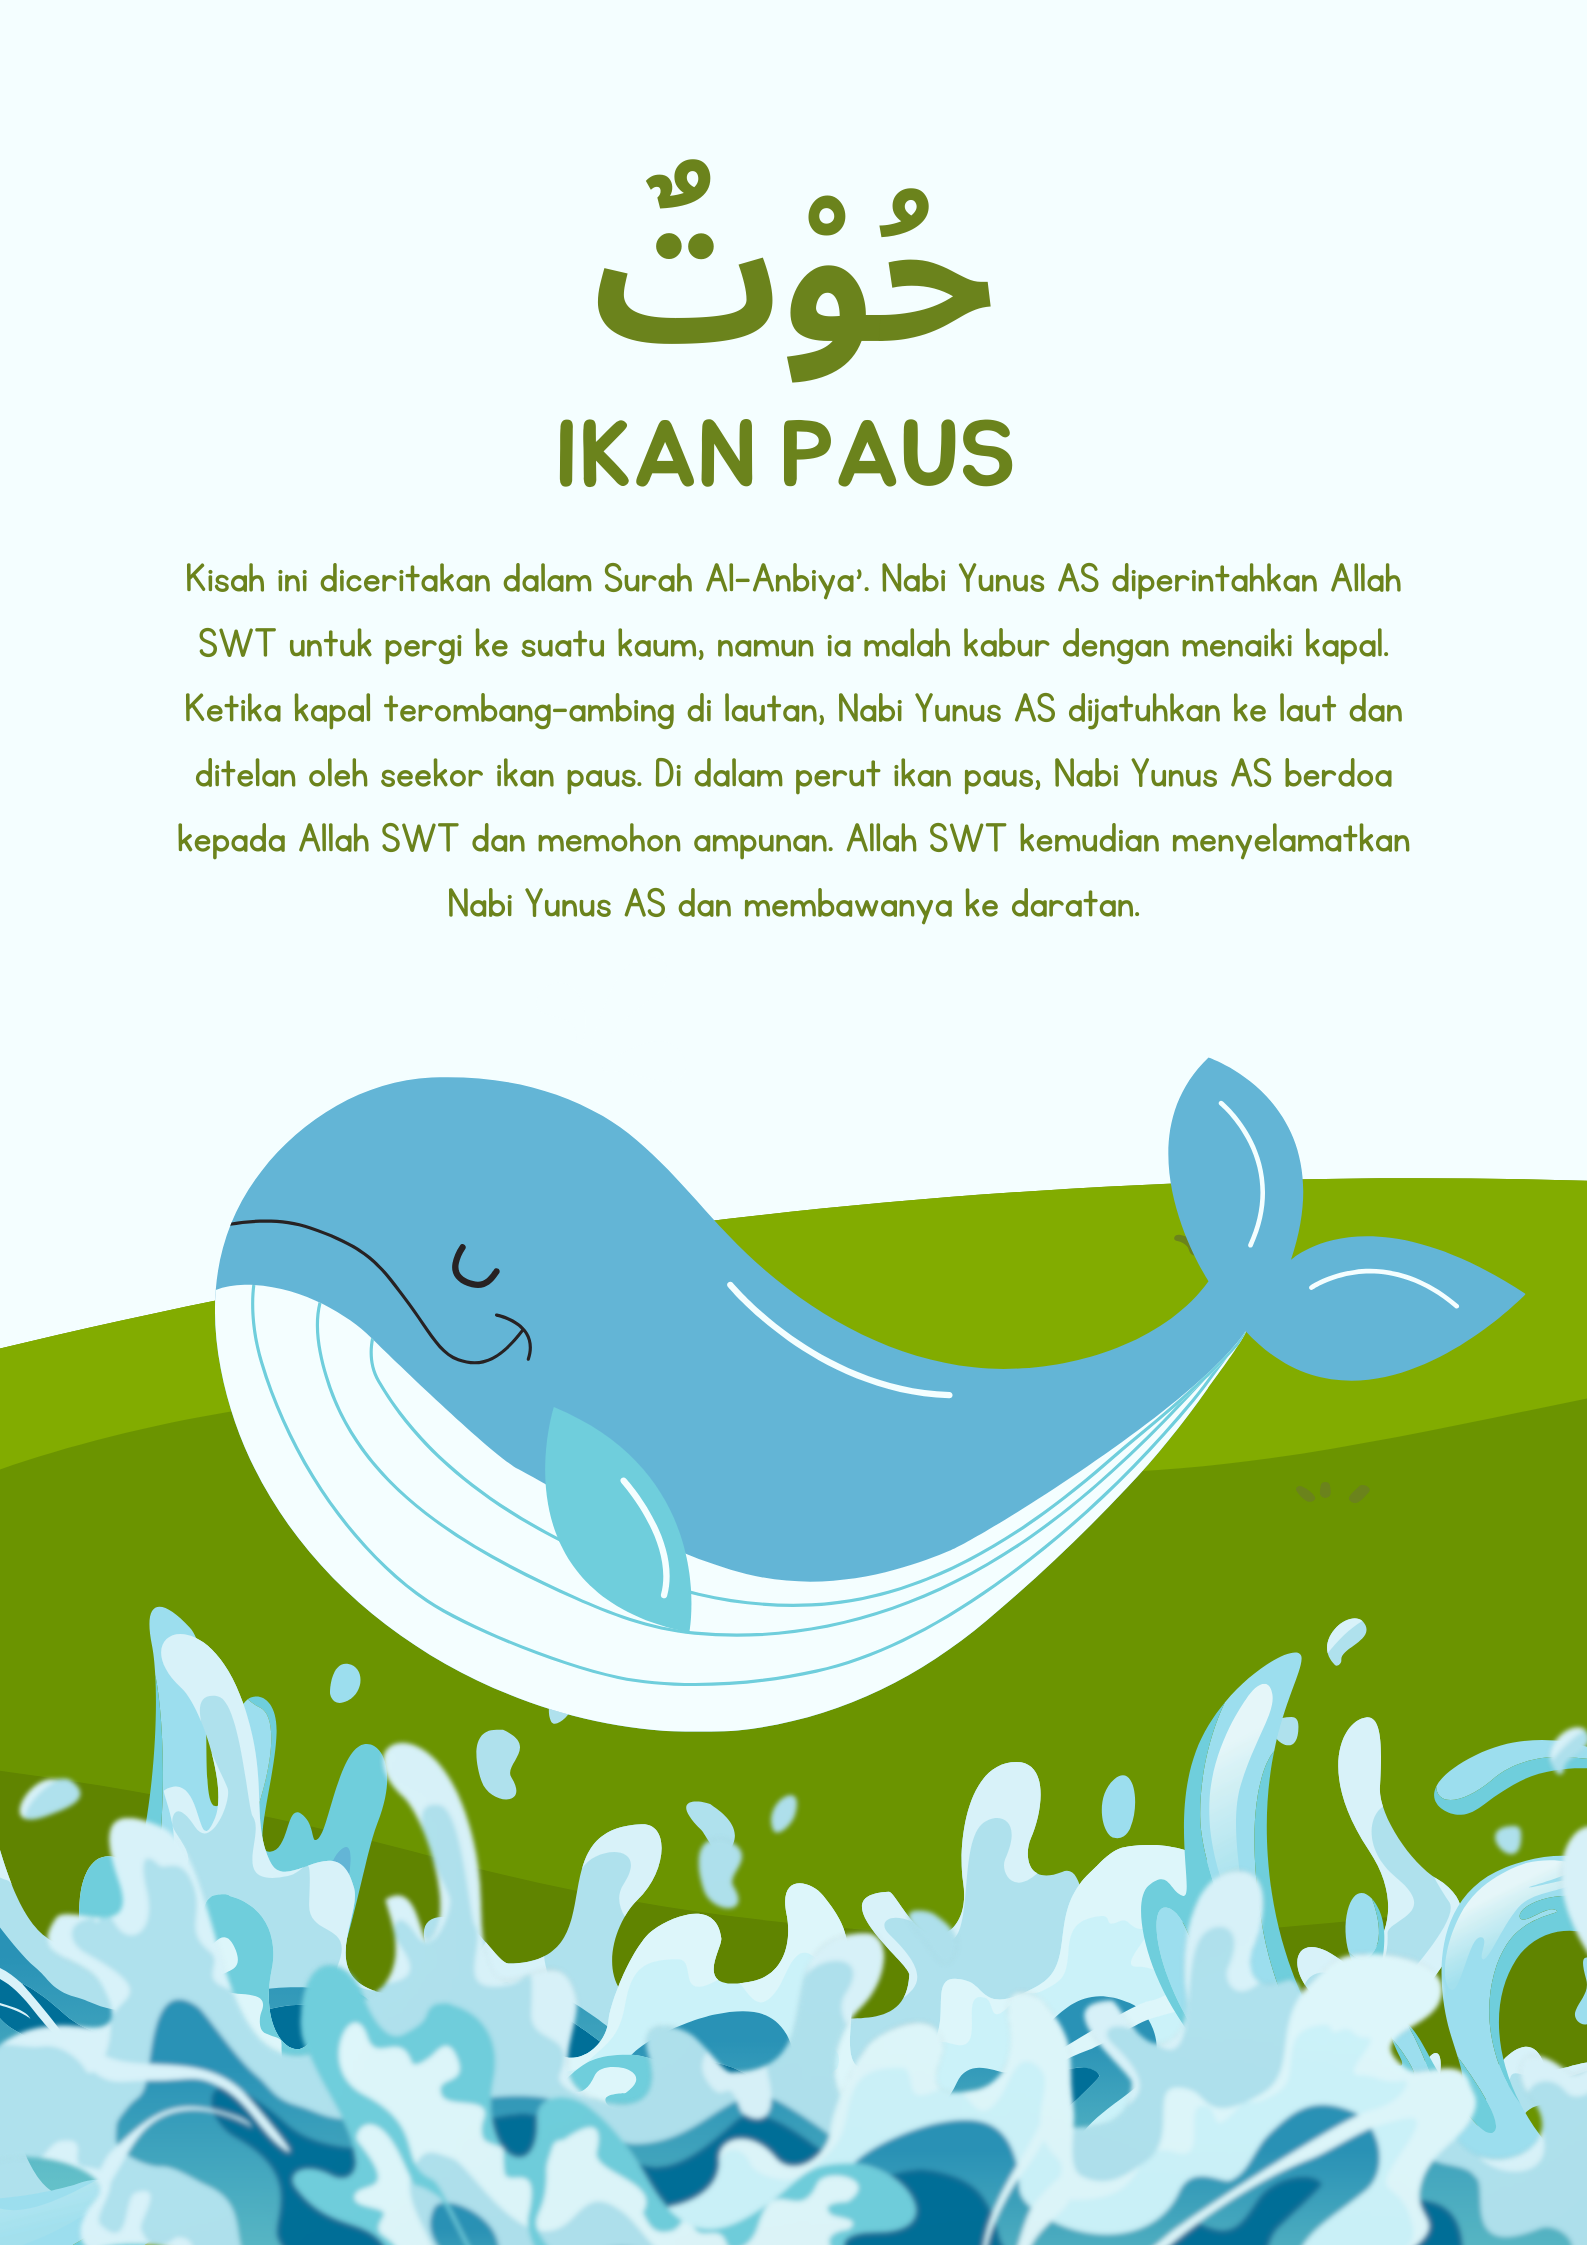 حُوْتٌ
IKAN PAUS
Kisah ini diceritakan dalam Surah Al-Anbiya'. Nabi Yunus AS diperintahkan Allah
SWT untuk pergi ke suatu kaum, namun ia malah kabur dengan menaiki kapal.
Ketika kapal terombang-ambing di lautan, Nabi Yunus AS dijatuhkan ke laut dan
ditelan oleh seekor ikan paus. Di dalam perut ikan paus, Nabi Yunus AS berdoa
kepada Allah SWT dan memohon ampunan. Allah SWT kemudian menyelamatkan
Nabi Yunus AS dan membawanya ke daratan.